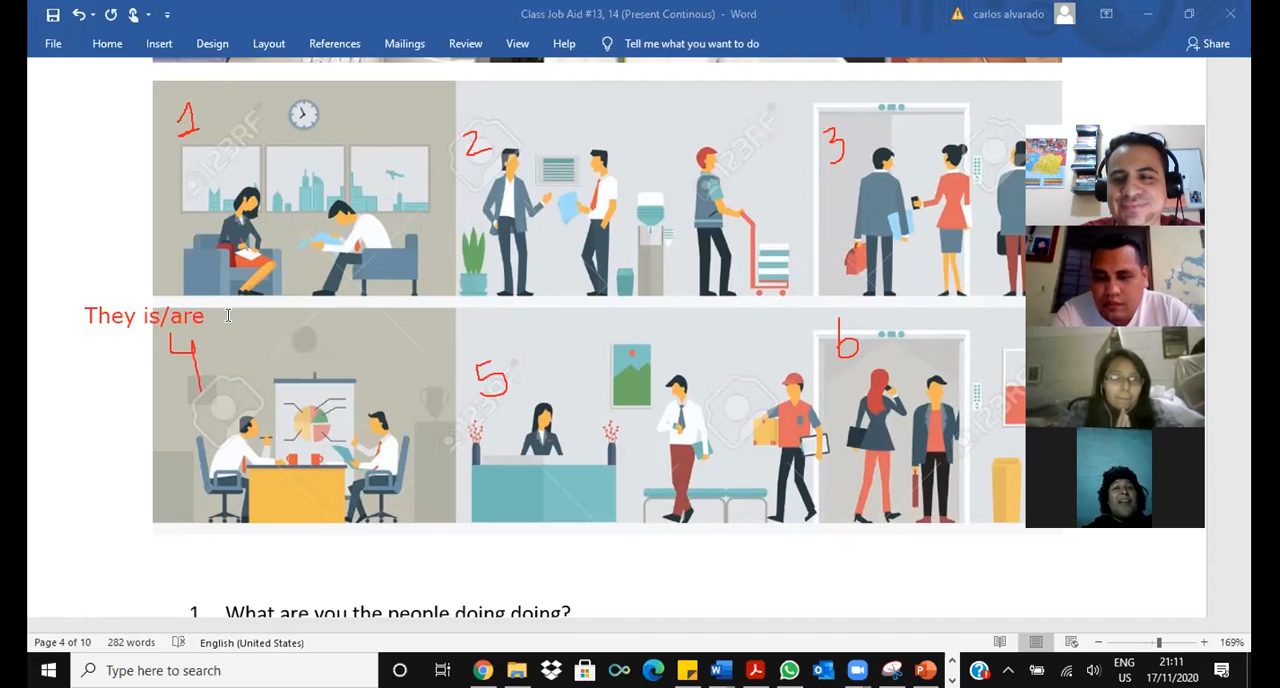 Class Job Aid #13, 14 (Present Continous) - Word
carlos alvarado
File Home Insert Design Layout References Mailings Review View Help Tell me what you want to do Share
1
2
3
123RF
123RF
They is/are
4
5
6
1. What are you the people doing doing?
Page 4 of 10 282 words English (United States) 169%
Type here to search
ENG
US
21:11
17/11/2020